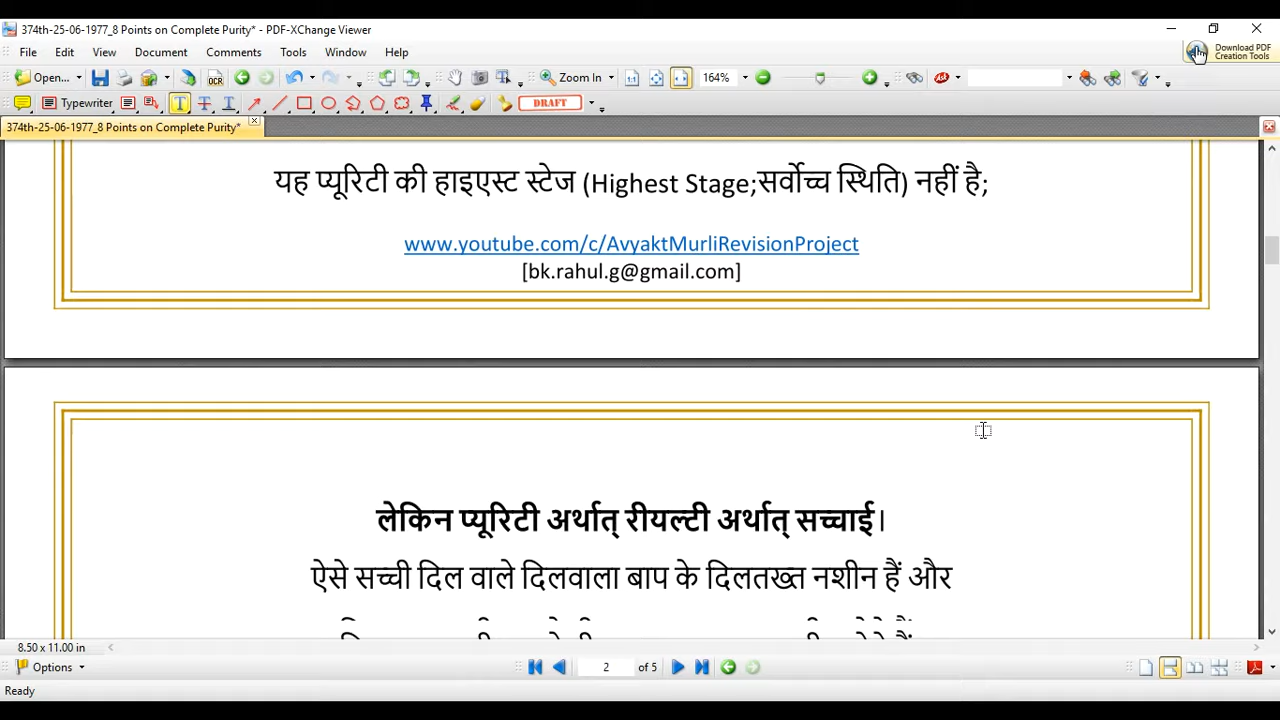 374th-25-06-1977_8 Points on Complete Purity* - PDF-XChange Viewer
File Edit View Document Comments Tools Window Help
Download PDF
Creation Tools
Open... OCR Zoom In 164%
Typewriter T T T DRAFT
374th-25-06-1977_8 Points on Complete Purity*
यह प्यूरिटी की हाइएस्ट स्टेज (Highest Stage;सर्वोच्च स्थिति) नहीं है;
www.youtube.com/c/AvyaktMurliRevisionProject
[bk.rahul.g@gmail.com]
लेकिन प्यूरिटी अर्थात् रीयल्टी अर्थात् सच्चाई।
ऐसे सच्ची दिल वाले दिलवाला बाप के दिलतख्त नशीन हैं और
8.50 x 11.00 in
Options 2 of 5
Ready